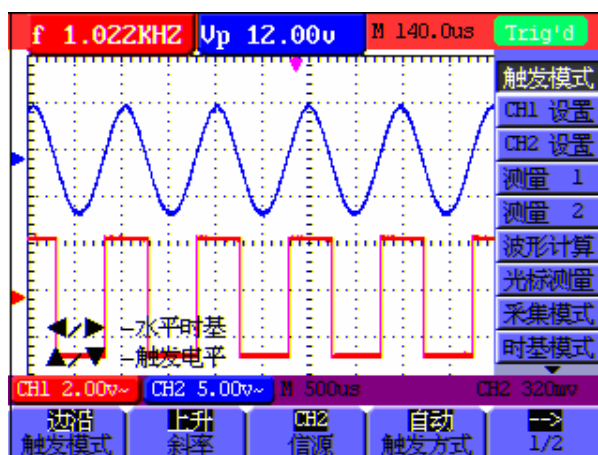 f 1.022KHZ Vp 12.00v M 140.0us Trig'd
触发模式
CH1 设置
CH2 设置
测量 1
测量 2
波形计算
光标测量
采集模式
时基模式
◀/▶ -水平时基
▲/▼ -触发电平
CH1 2.00v~ CH2 5.00v~ M 500us CH2 320mv
边沿 上升 CH2 自动 -->
触发模式 斜率 信源 触发方式 1/2